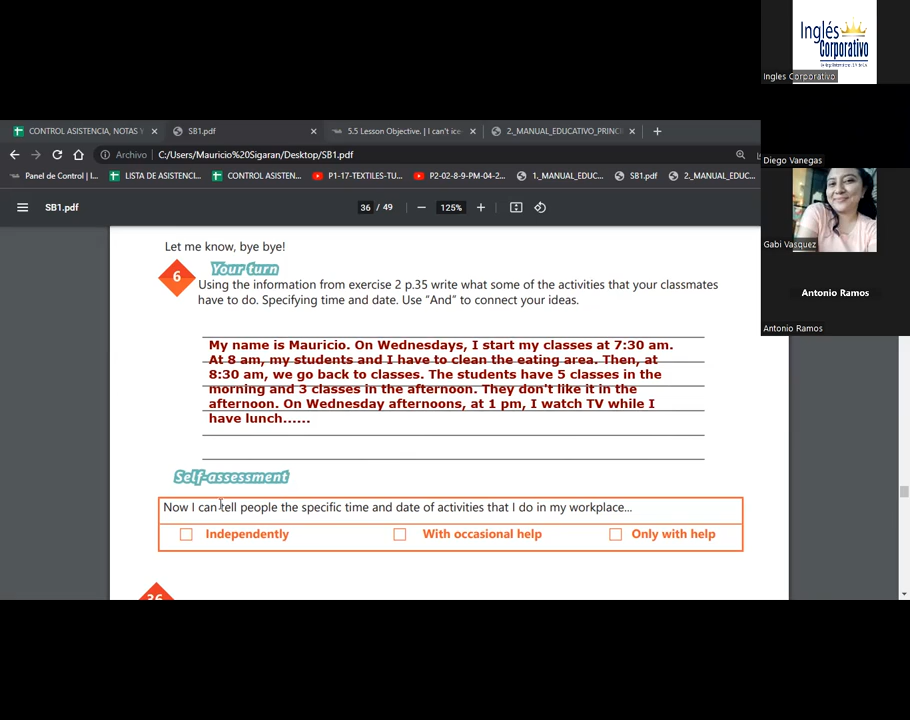 Inglés
Corporativo
Ingles Corporativo
CONTROL ASISTENCIA, NOTAS Y
SB1.pdf
5.5 Lesson Objective. | I can't ice-
2._MANUAL_EDUCATIVO_PRINCI
Archivo
C:/Users/Mauricio%20Sigaran/Desktop/SB1.pdf
Diego Vanegas
Panel de Control | I...
LISTA DE ASISTENCI...
CONTROL ASISTEN...
P1-17-TEXTILES-TU...
P2-02-8-9-PM-04-2...
1._MANUAL_EDUC...
SB1.pdf
2._MANUAL_EDUC...
SB1.pdf
36 / 49
125%
Gabi Vasquez
Antonio Ramos
Antonio Ramos
Let me know, bye bye!
6
Your turn
Using the information from exercise 2 p.35 write what some of the activities that your classmates
have to do. Specifying time and date. Use "And" to connect your ideas.
My name is Mauricio. On Wednesdays, I start my classes at 7:30 am.
At 8 am, my students and I have to clean the eating area. Then, at
8:30 am, we go back to classes. The students have 5 classes in the
morning and 3 classes in the afternoon. They don't like it in the
afternoon. On Wednesday afternoons, at 1 pm, I watch TV while I
have lunch......
Self-assessment
Now I can tell people the specific time and date of activities that I do in my workplace...
Independently
With occasional help
Only with help
36